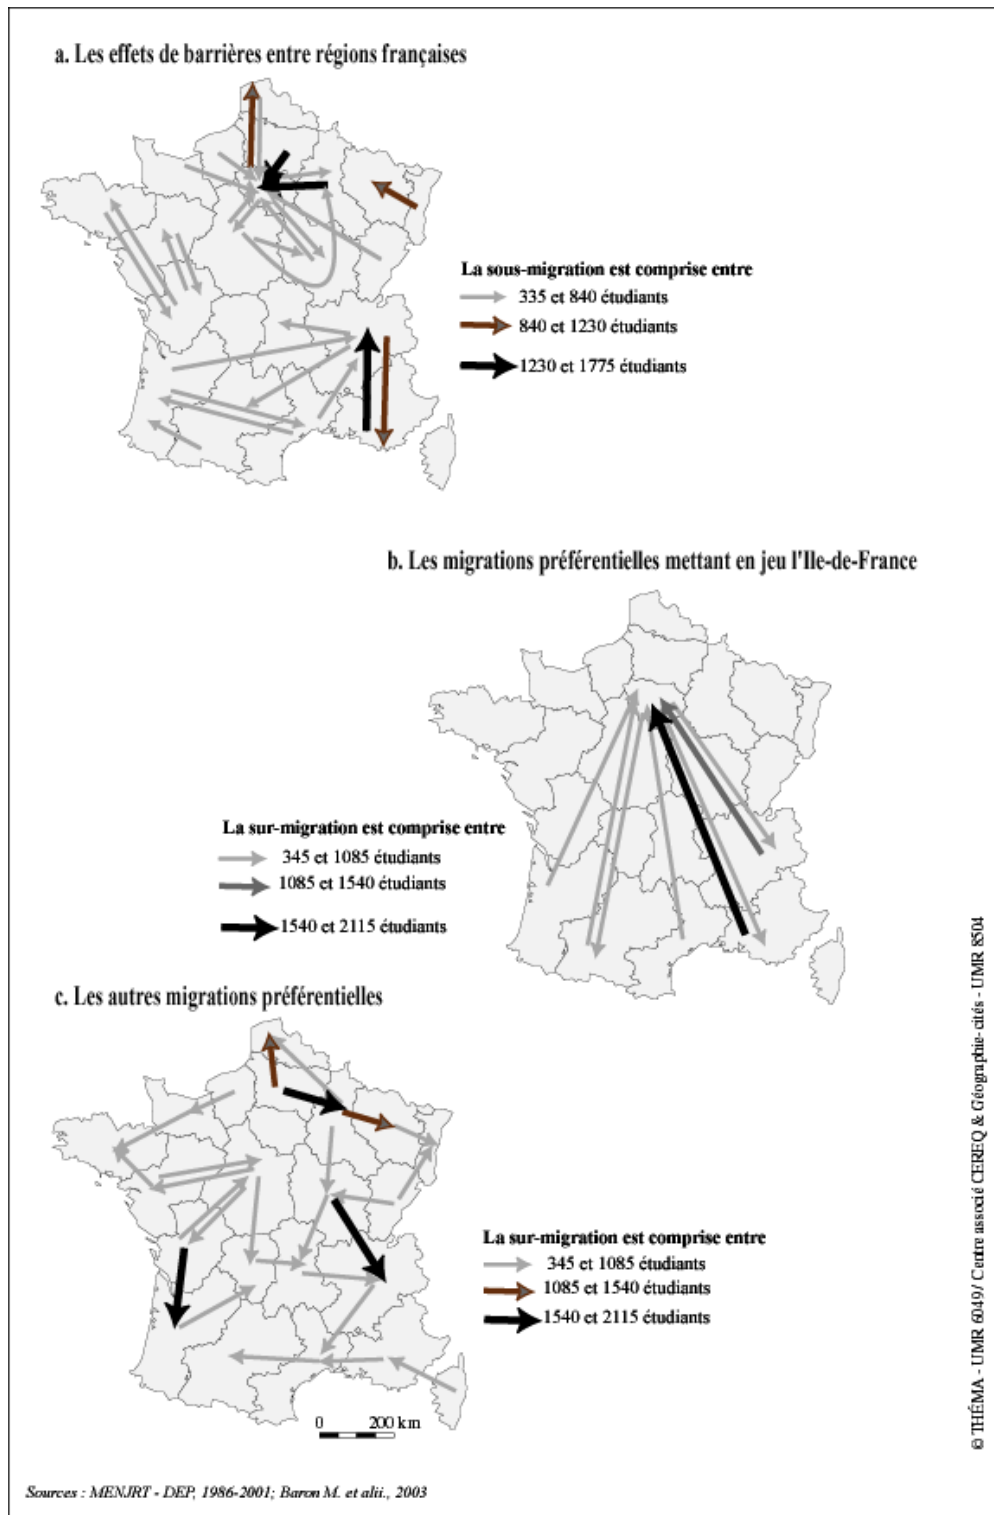 a. Les effets de barrières entre régions françaises
La sous-migration est comprise entre
335 et 840 étudiants
840 et 1230 étudiants
1230 et 1775 étudiants
b. Les migrations préférentielles mettant en jeu l'Ile-de-France
La sur-migration est comprise entre
345 et 1085 étudiants
1085 et 1540 étudiants
1540 et 2115 étudiants
c. Les autres migrations préférentielles
La sur-migration est comprise entre
345 et 1085 étudiants
1085 et 1540 étudiants
1540 et 2115 étudiants
0 200 km
Sources : MENJRT - DEP, 1986-2001; Baron M. et alii., 2003
© THÉMA - UMR 6049/ Centre associé CEREQ & Géographie-cités - UMR 8504